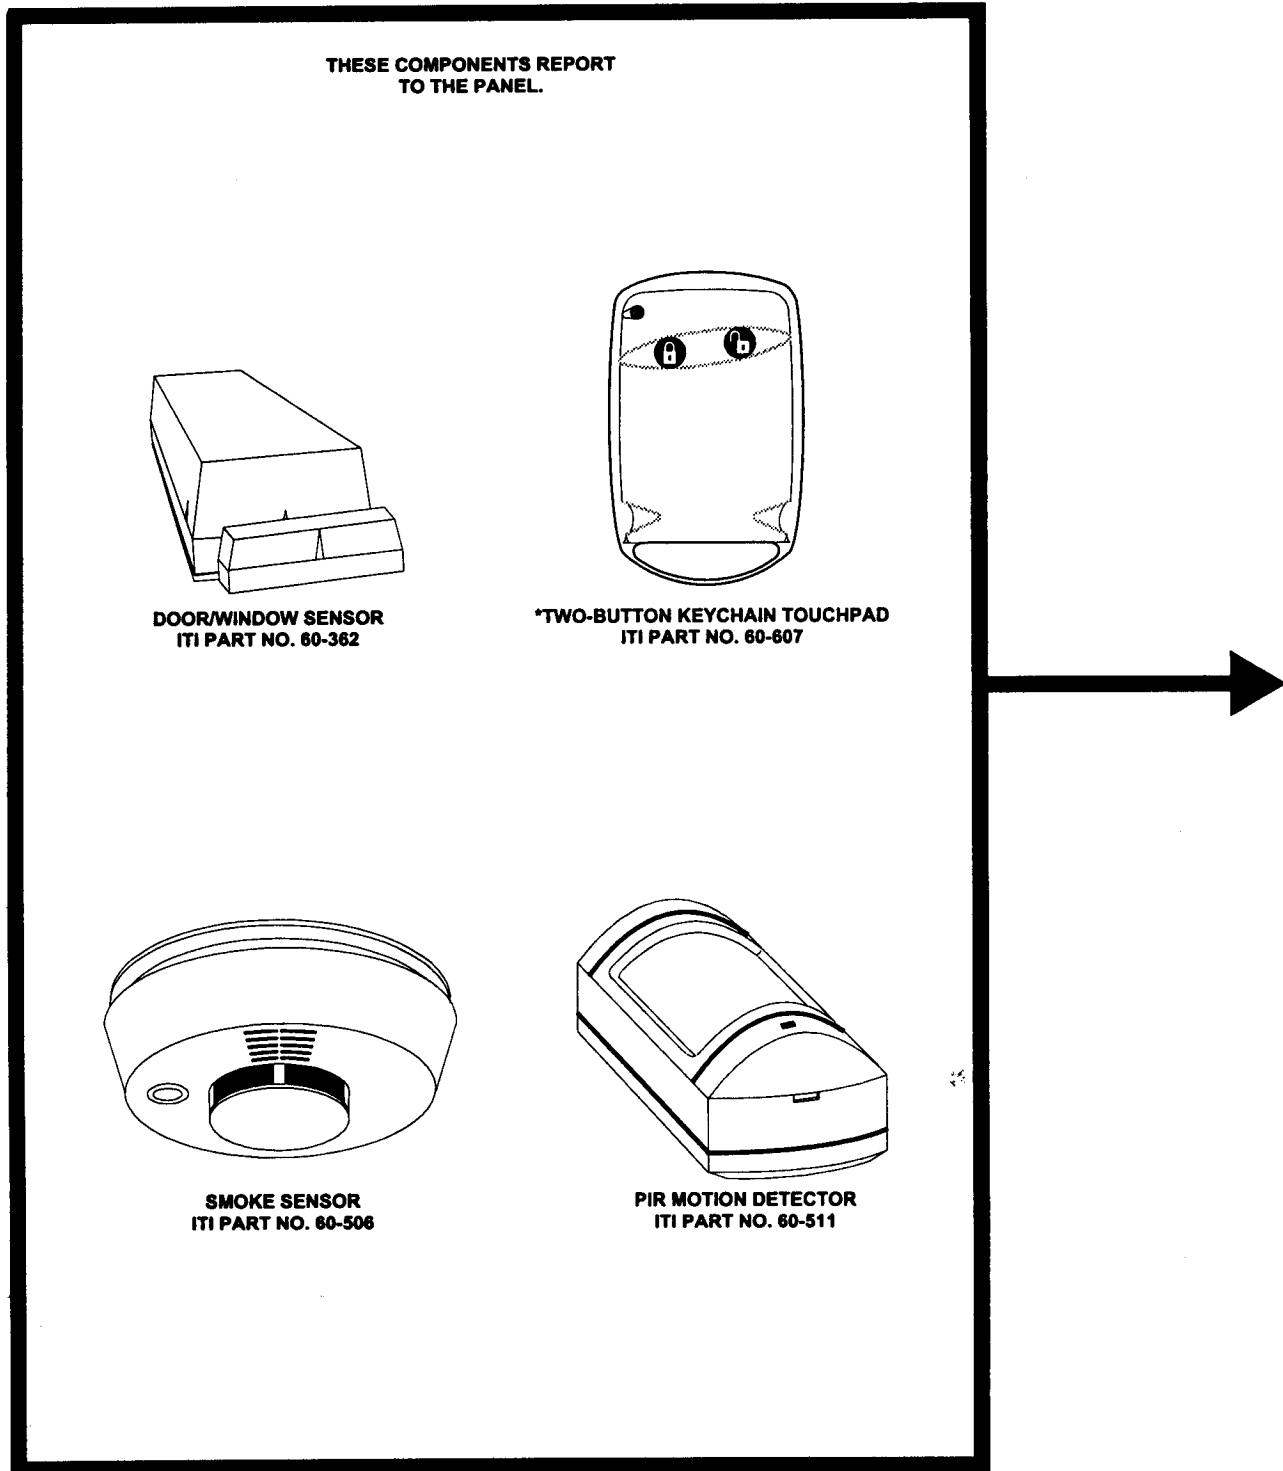 THESE COMPONENTS REPORT
TO THE PANEL.
DOOR/WINDOW SENSOR
ITI PART NO. 60-362
*TWO-BUTTON KEYCHAIN TOUCHPAD
ITI PART NO. 60-607
SMOKE SENSOR
ITI PART NO. 60-506
PIR MOTION DETECTOR
ITI PART NO. 60-511